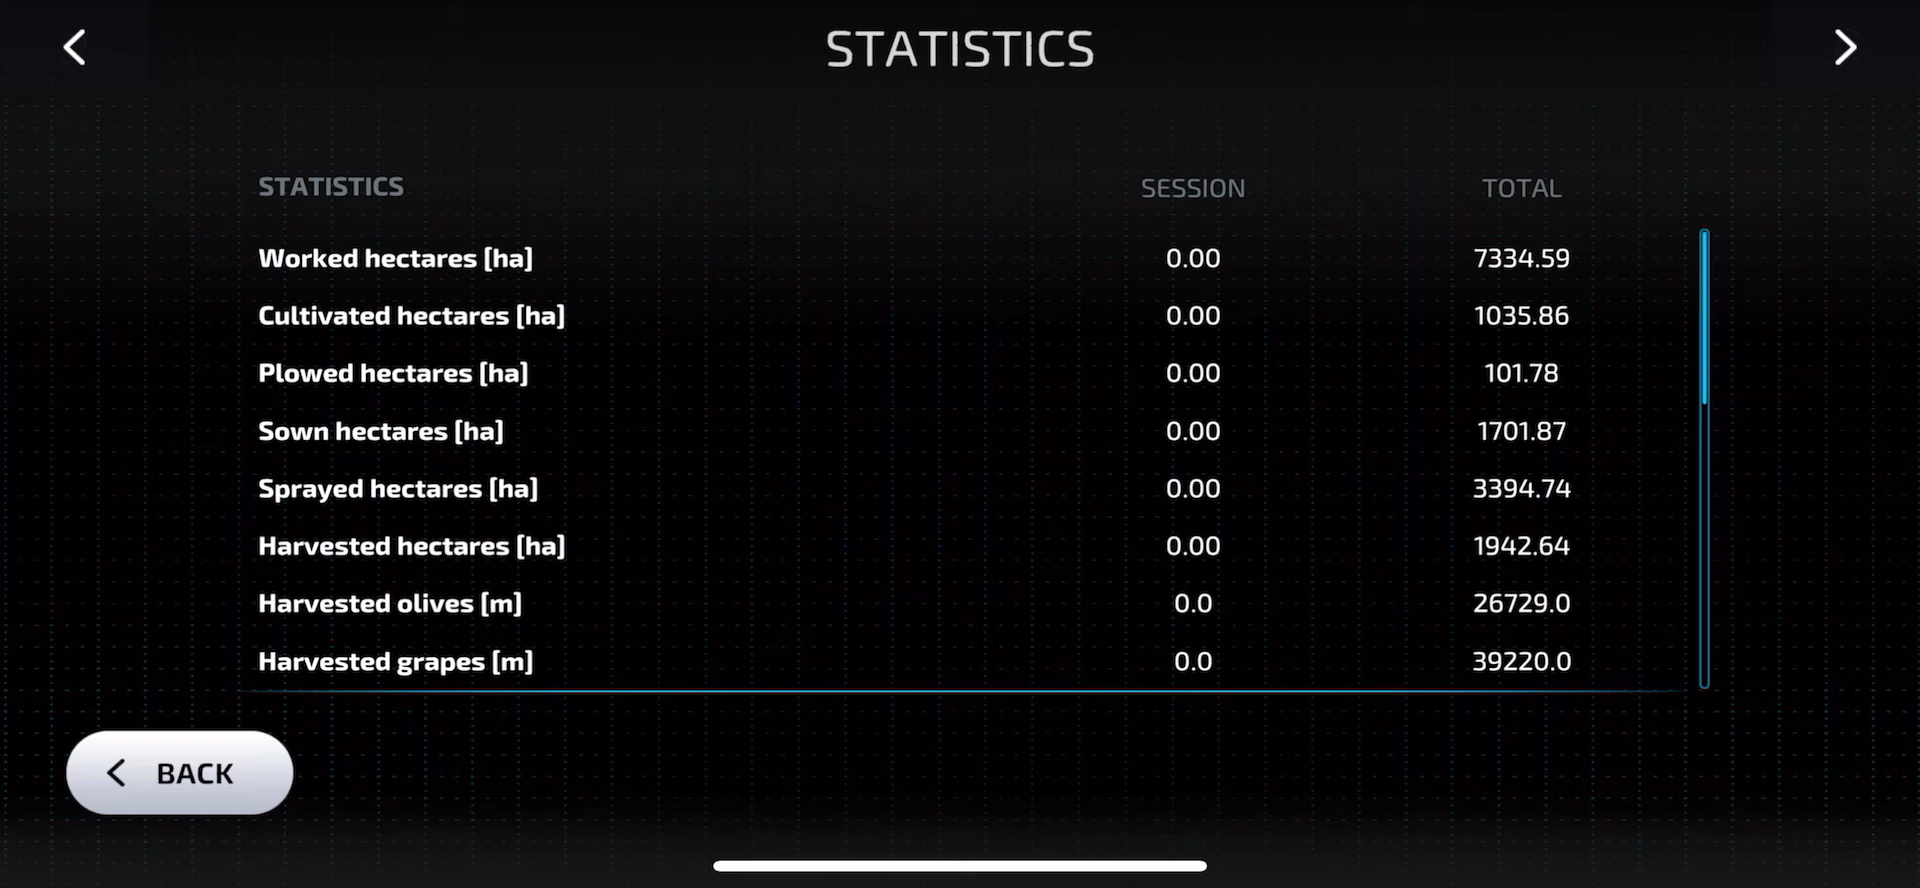 STATISTICS
STATISTICS SESSION TOTAL
Worked hectares [ha] 0.00 7334.59
Cultivated hectares [ha] 0.00 1035.86
Plowed hectares [ha] 0.00 101.78
Sown hectares [ha] 0.00 1701.87
Sprayed hectares [ha] 0.00 3394.74
Harvested hectares [ha] 0.00 1942.64
Harvested olives [m] 0.0 26729.0
Harvested grapes [m] 0.0 39220.0
BACK